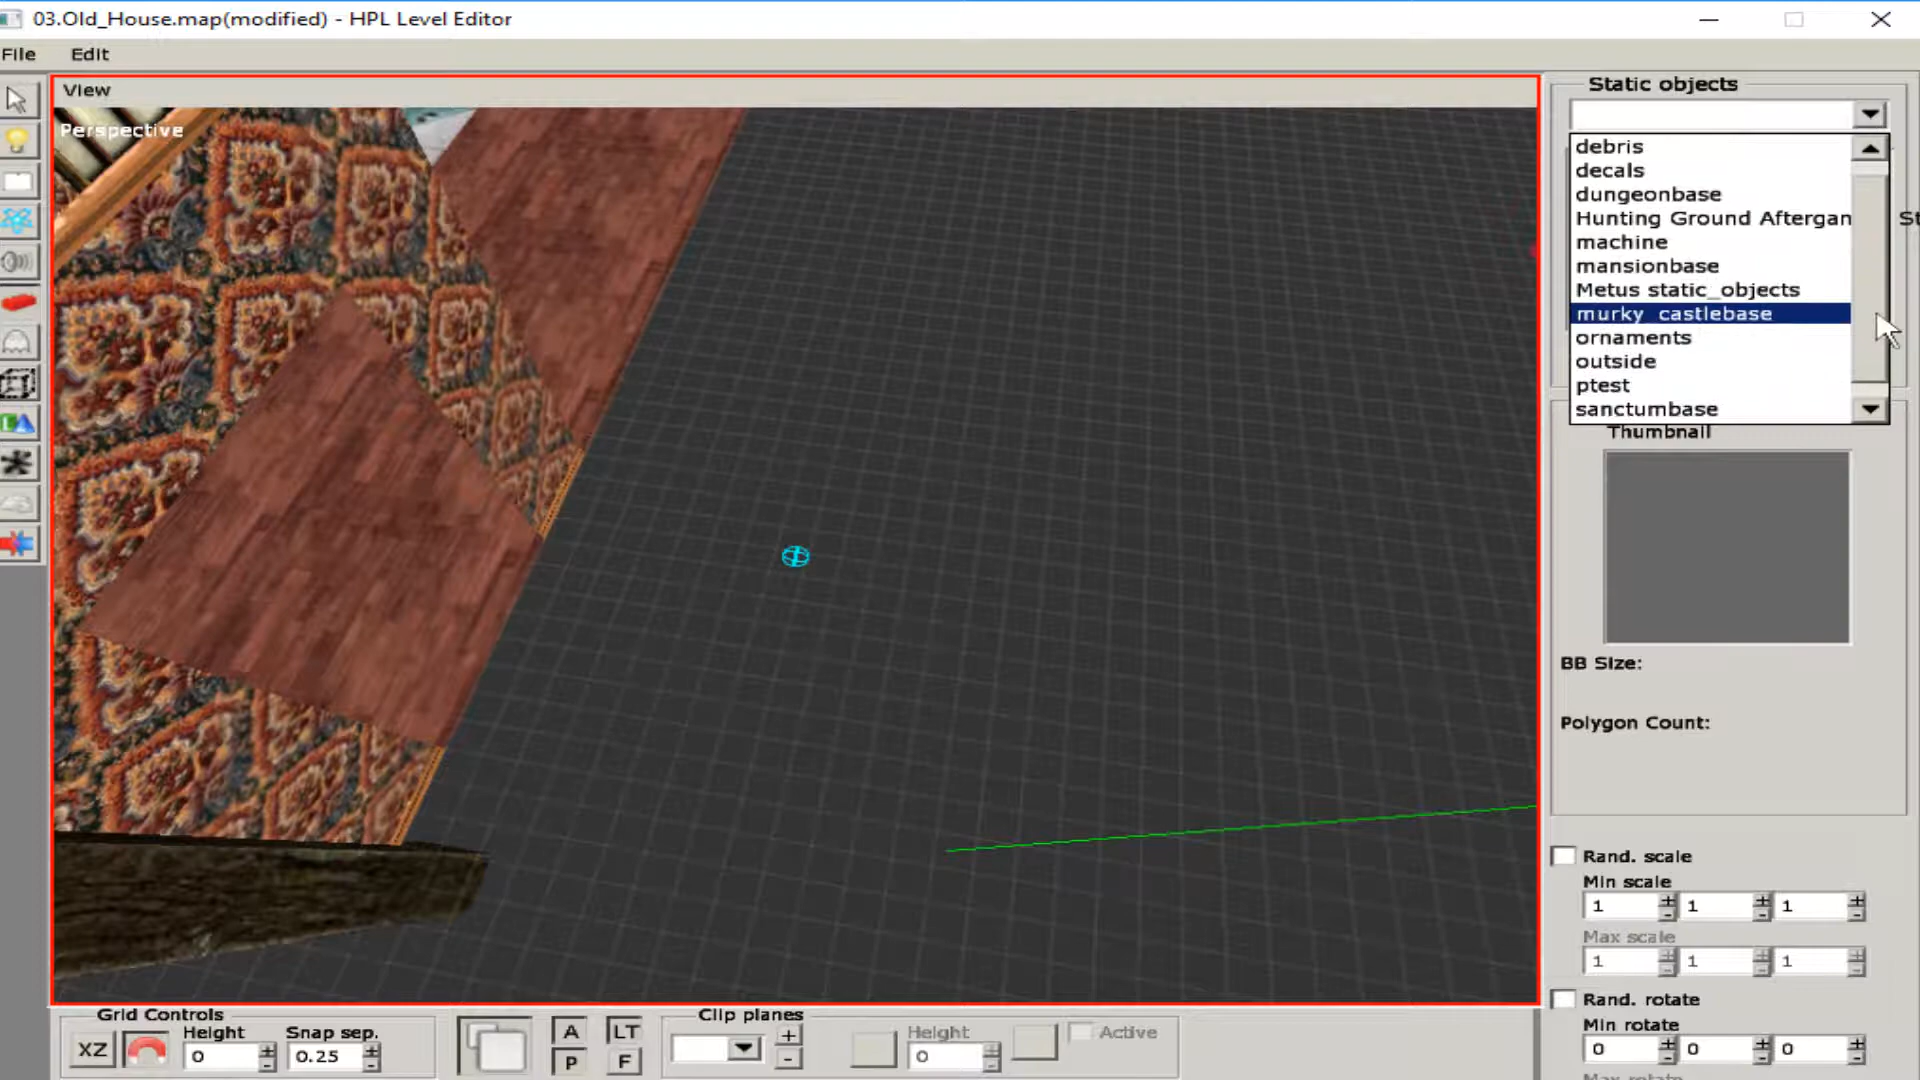 03.Old_House.map(modified) - HPL Level Editor
File Edit
View
Perspective
Static objects
debris
decals
dungeonbase
Hunting Ground Aftergan
machine
mansionbase
Metus static_objects
murky_castlebase
ornaments
outside
ptest
sanctumbase
Thumbnail
BB Size:
Polygon Count:
Rand. scale
Min scale
1 1 1
Max scale
1 1 1
Rand. rotate
Min rotate
0 0 0
Max rotate
Grid Controls
XZ
Height
0
Snap sep.
0.25
A LT
P F
Clip planes
+
-
Height
0
Active